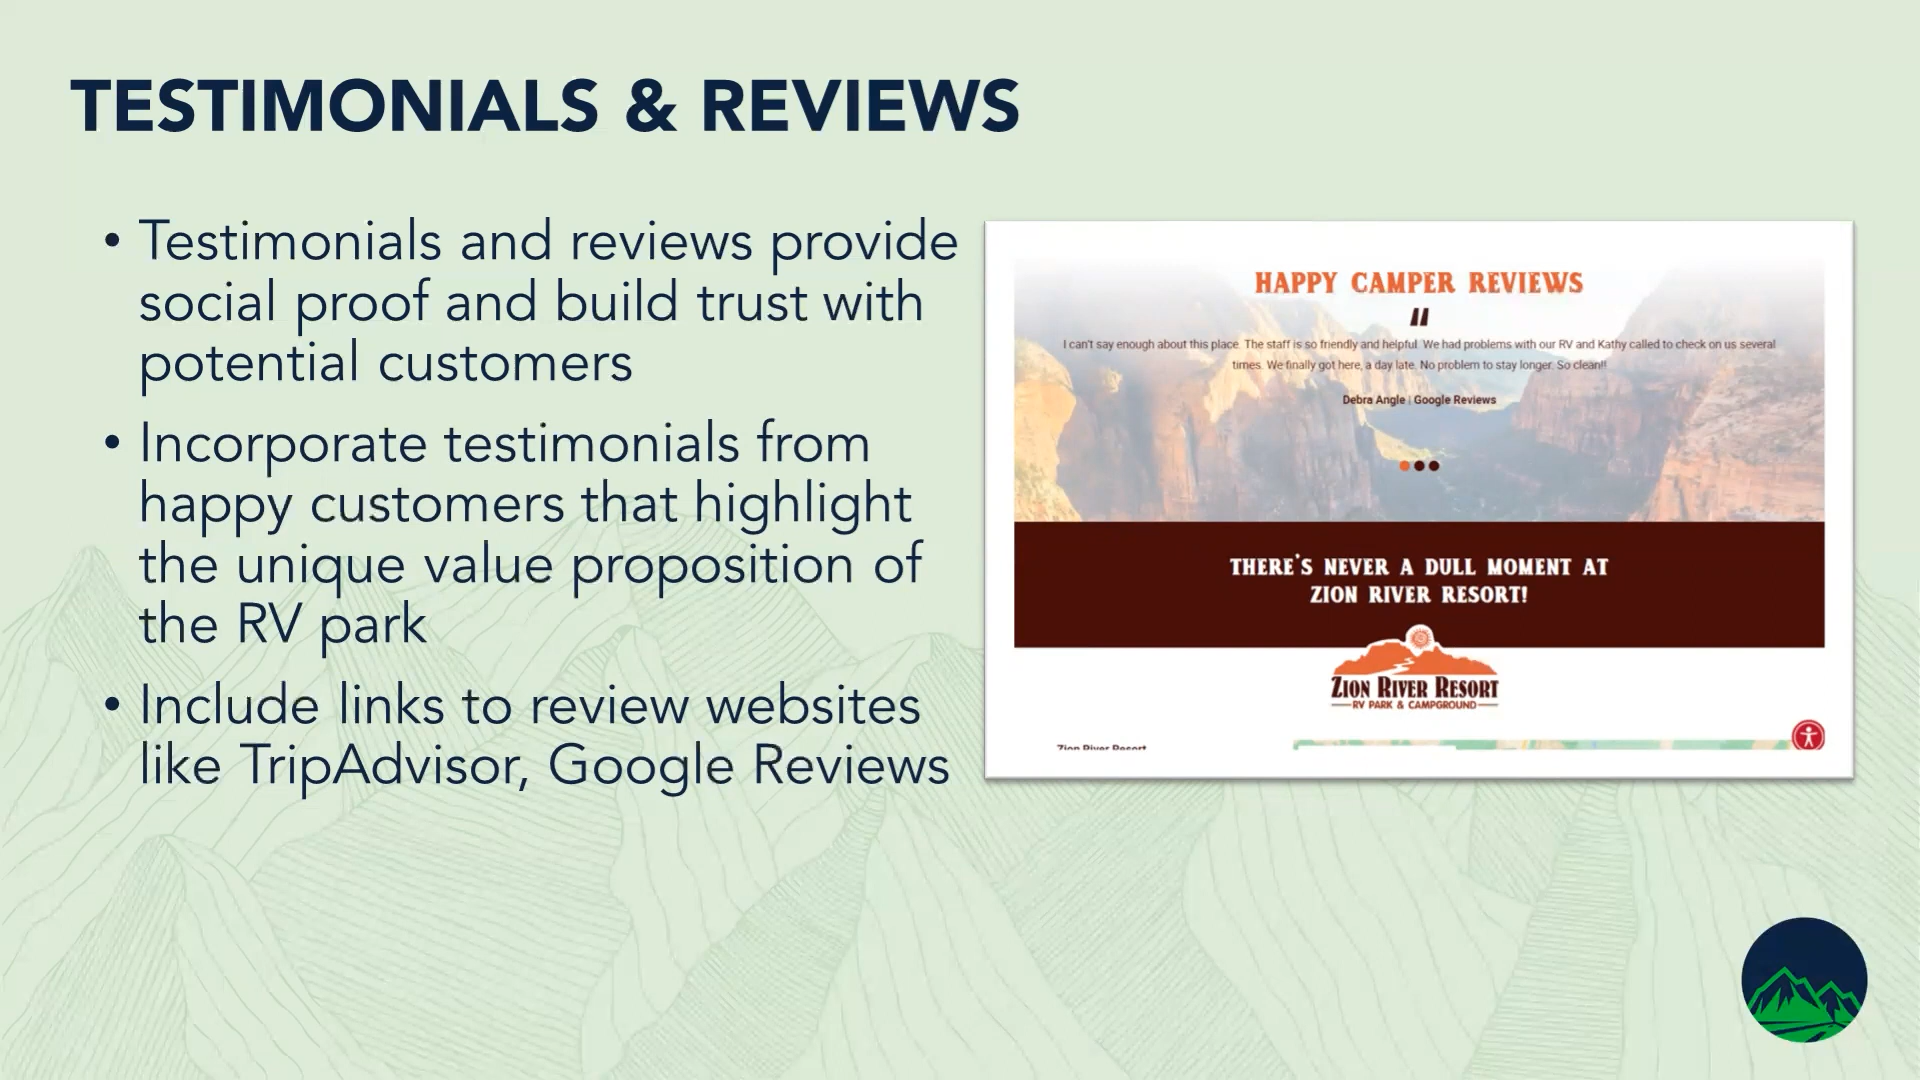 TESTIMONIALS & REVIEWS
• Testimonials and reviews provide
social proof and build trust with
potential customers
• Incorporate testimonials from
happy customers that highlight
the unique value proposition of
the RV park
• Include links to review websites
like TripAdvisor, Google Reviews
HAPPY CAMPER REVIEWS
"
I can't say enough about this place. The staff is so friendly and helpful. We had problems with our RV and Kathy called to check on us several
times. We finally got here, a day late. No problem to stay longer. So clean!!
Debra Angle | Google Reviews
THERE'S NEVER A DULL MOMENT AT
ZION RIVER RESORT!
ZION RIVER RESORT
RV PARK & CAMPGROUND
Zion River Resort